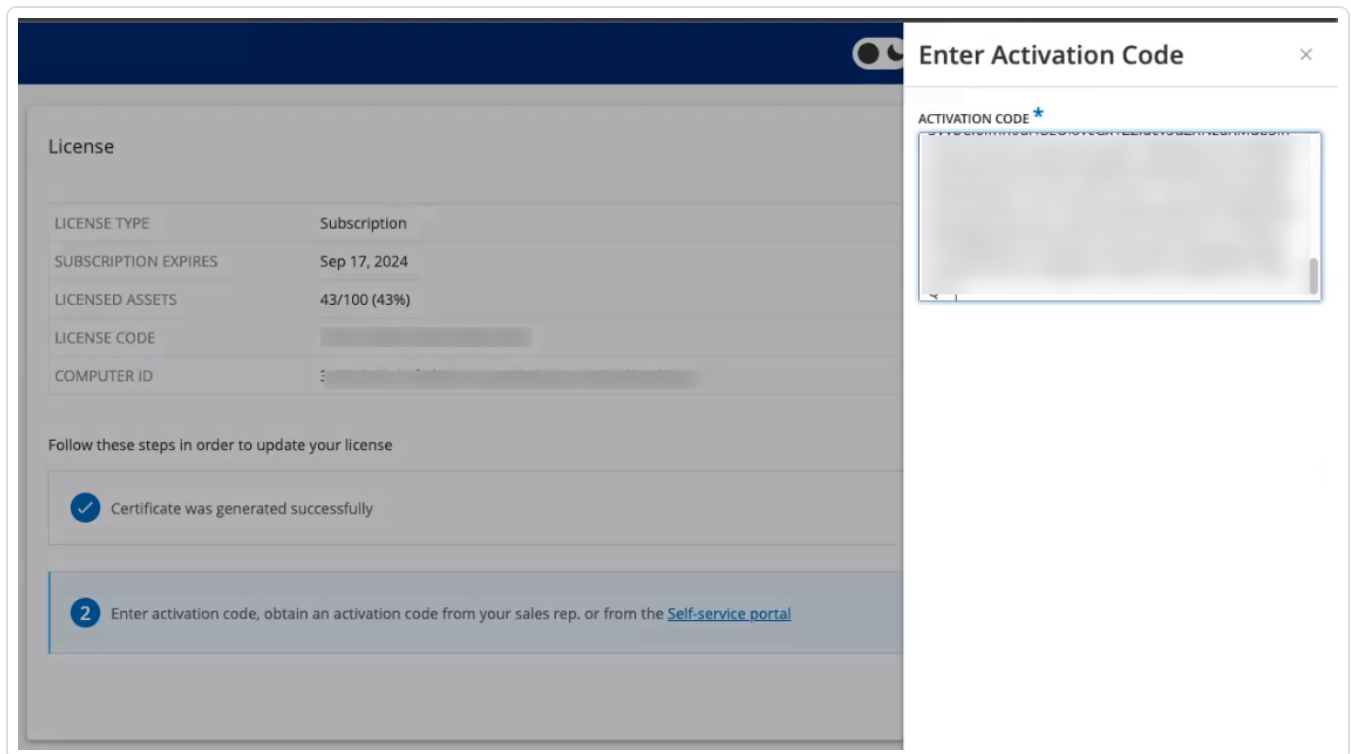 Enter Activation Code
ACTIVATION CODE *
License
LICENSE TYPE Subscription
SUBSCRIPTION EXPIRES Sep 17, 2024
LICENSED ASSETS 43/100 (43%)
LICENSE CODE
COMPUTER ID
Follow these steps in order to update your license
Certificate was generated successfully
2 Enter activation code, obtain an activation code from your sales rep. or from the Self-service portal